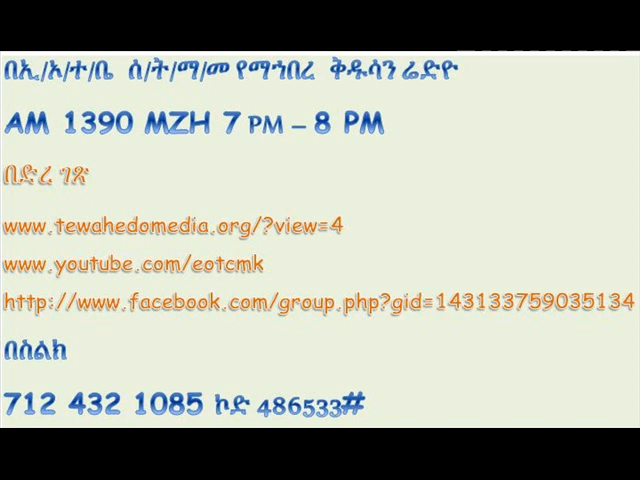 በኢ/ኦ/ተ/ቤ ሰ/ት/ማ/መ የማኅበረ ቅዱሳን ሬድዮ
AM 1390 MZH 7 PM – 8 PM
በድረ ገጽ
www.tewahedomedia.org/?view=4
www.youtube.com/eotcmk
http://www.facebook.com/group.php?gid=143133759035134
በስልክ
712 432 1085 ኮድ 486533#